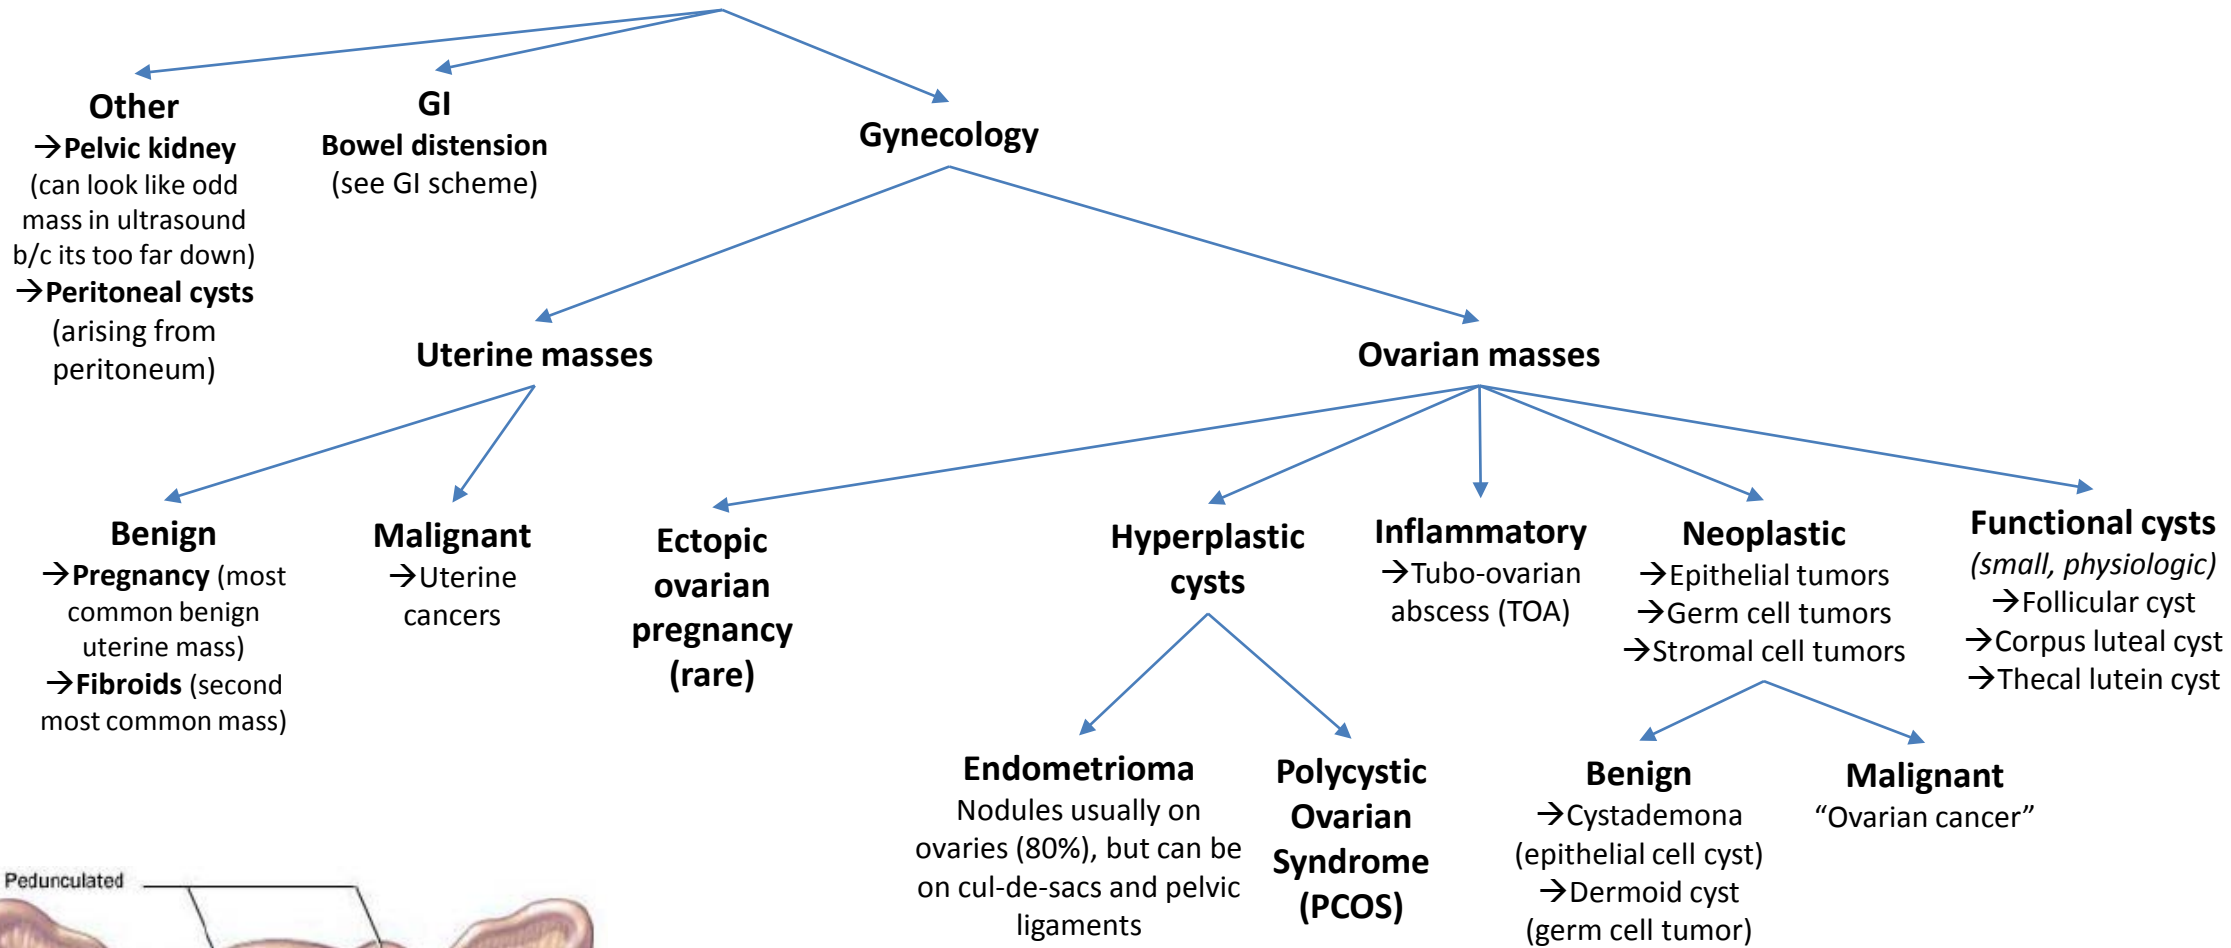 Other
→Pelvic kidney
(can look like odd
mass in ultrasound
b/c its too far down)
→Peritoneal cysts
(arising from
peritoneum)
GI
Bowel distension
(see GI scheme)
Gynecology
Uterine masses
Ovarian masses
Benign
→Pregnancy (most
common benign
uterine mass)
→Fibroids (second
most common mass)
Malignant
→Uterine
cancers
Ectopic
ovarian
pregnancy
(rare)
Hyperplastic
cysts
Inflammatory
→Tubo-ovarian
abscess (TOA)
Neoplastic
→Epithelial tumors
→Germ cell tumors
→Stromal cell tumors
Functional cysts
(small, physiologic)
→Follicular cyst
→Corpus luteal cyst
→Thecal lutein cyst
Endometrioma
Nodules usually on
ovaries (80%), but can be
on cul-de-sacs and pelvic
ligaments
Polycystic
Ovarian
Syndrome
(PCOS)
Benign
→Cystademona
(epithelial cell cyst)
→Dermoid cyst
(germ cell tumor)
Malignant
“Ovarian cancer”
Pedunculated